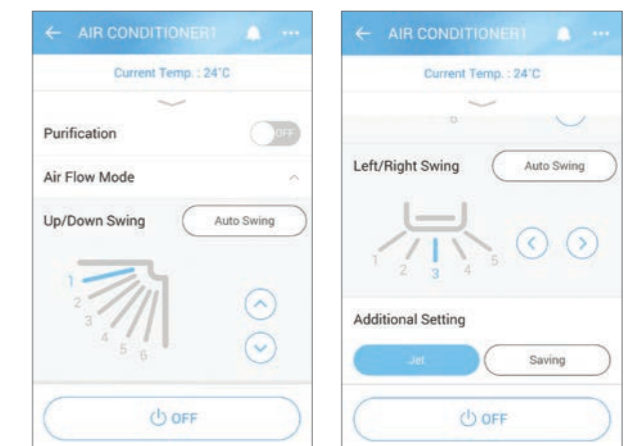 AIR CONDITIONER1
Current Temp. : 24°C
Purification
OFF
Air Flow Mode
Up/Down Swing
Auto Swing
1
2
3
4
5
6
OFF
AIR CONDITIONER1
Current Temp. : 24°C
6
Left/Right Swing
Auto Swing
1
2
3
4
5
Additional Setting
Jet
Saving
OFF